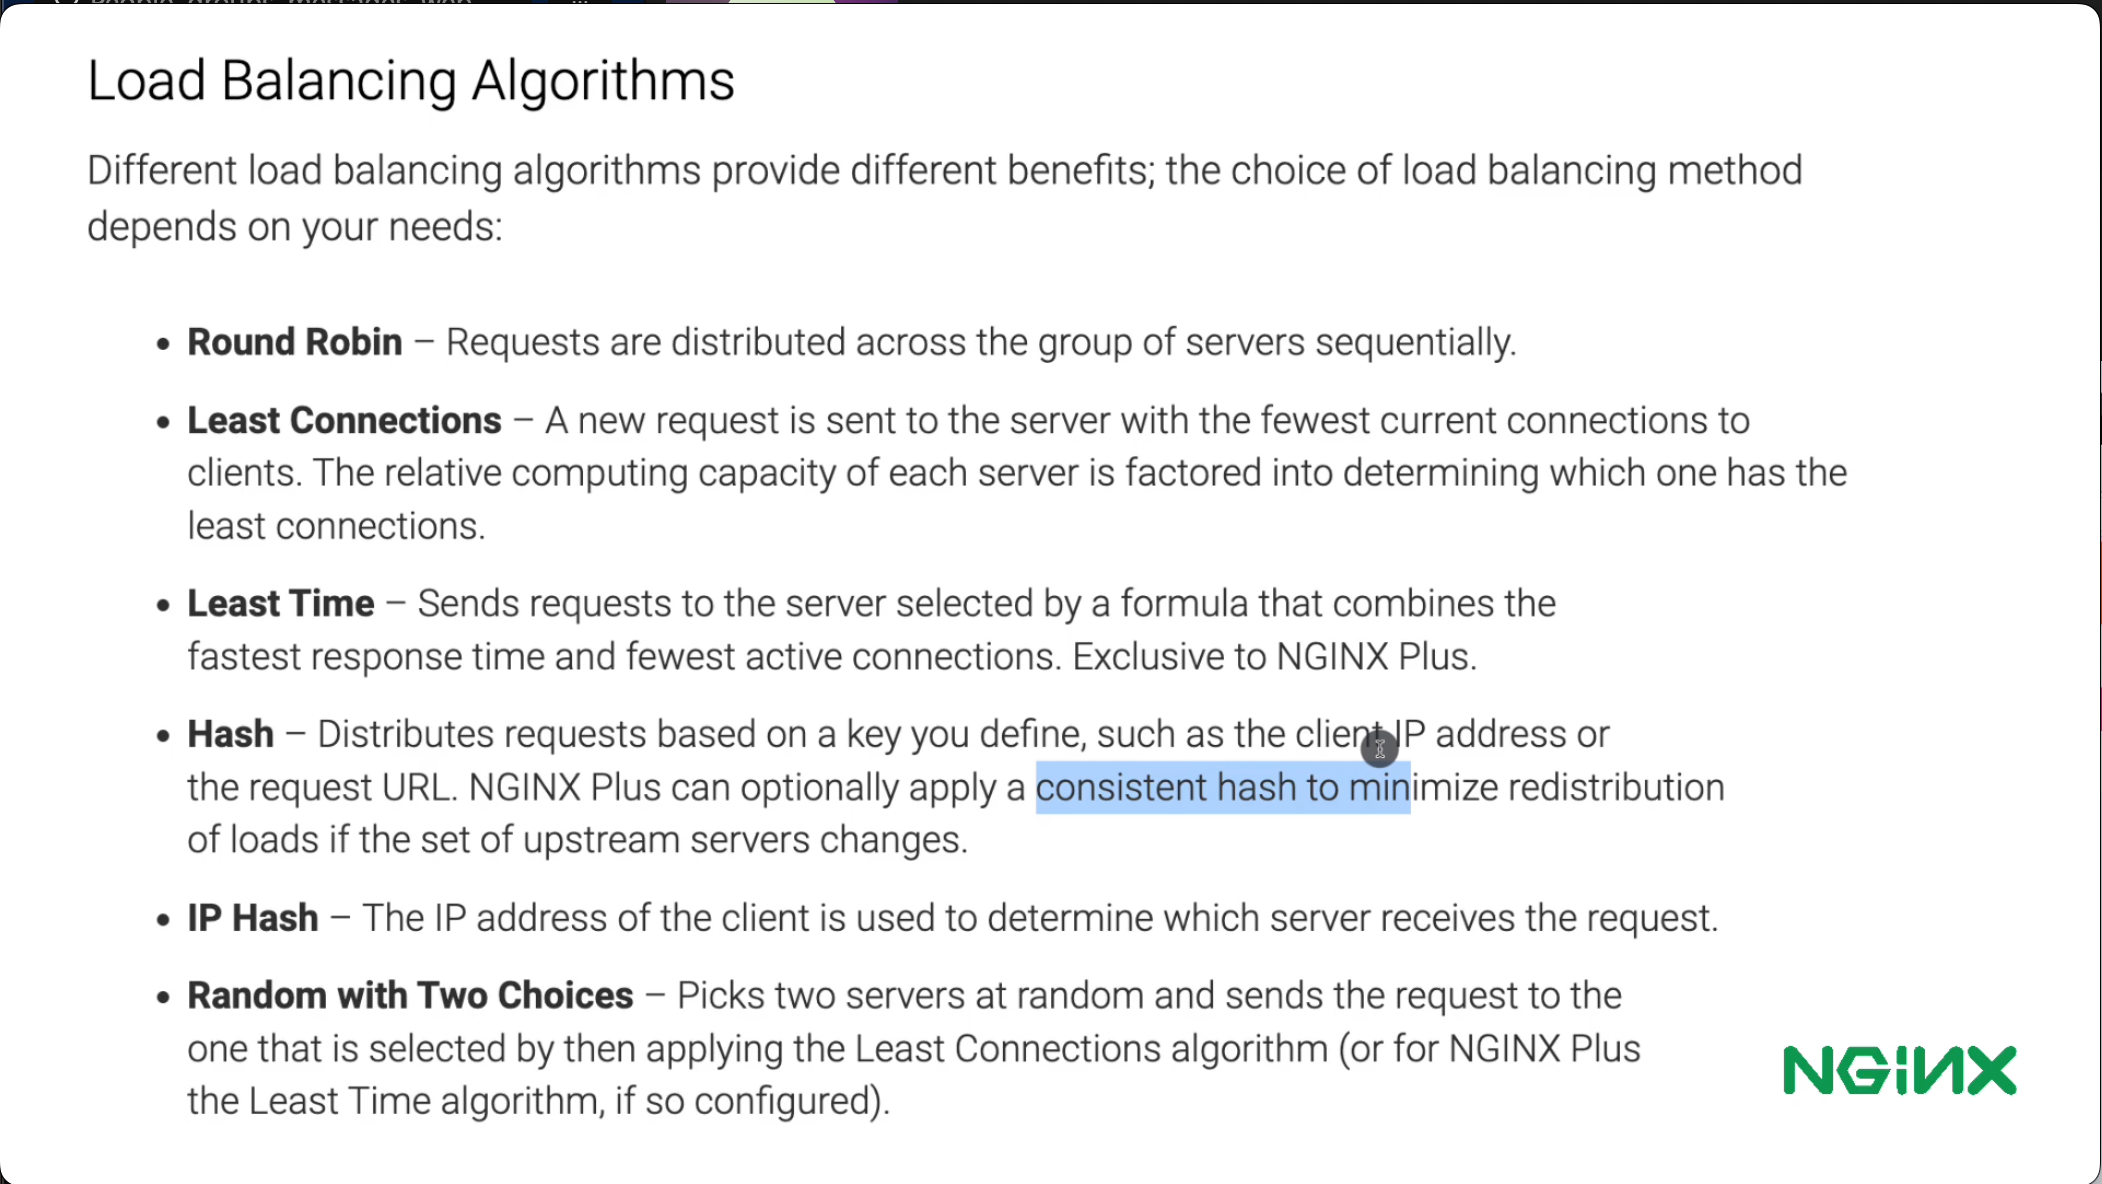 Load Balancing Algorithms
Different load balancing algorithms provide different benefits; the choice of load balancing method
depends on your needs:
• Round Robin – Requests are distributed across the group of servers sequentially.
• Least Connections – A new request is sent to the server with the fewest current connections to
clients. The relative computing capacity of each server is factored into determining which one has the
least connections.
• Least Time – Sends requests to the server selected by a formula that combines the
fastest response time and fewest active connections. Exclusive to NGINX Plus.
• Hash – Distributes requests based on a key you define, such as the client IP address or
the request URL. NGINX Plus can optionally apply a consistent hash to minimize redistribution
of loads if the set of upstream servers changes.
• IP Hash – The IP address of the client is used to determine which server receives the request.
• Random with Two Choices – Picks two servers at random and sends the request to the
one that is selected by then applying the Least Connections algorithm (or for NGINX Plus
the Least Time algorithm, if so configured).
NGINX